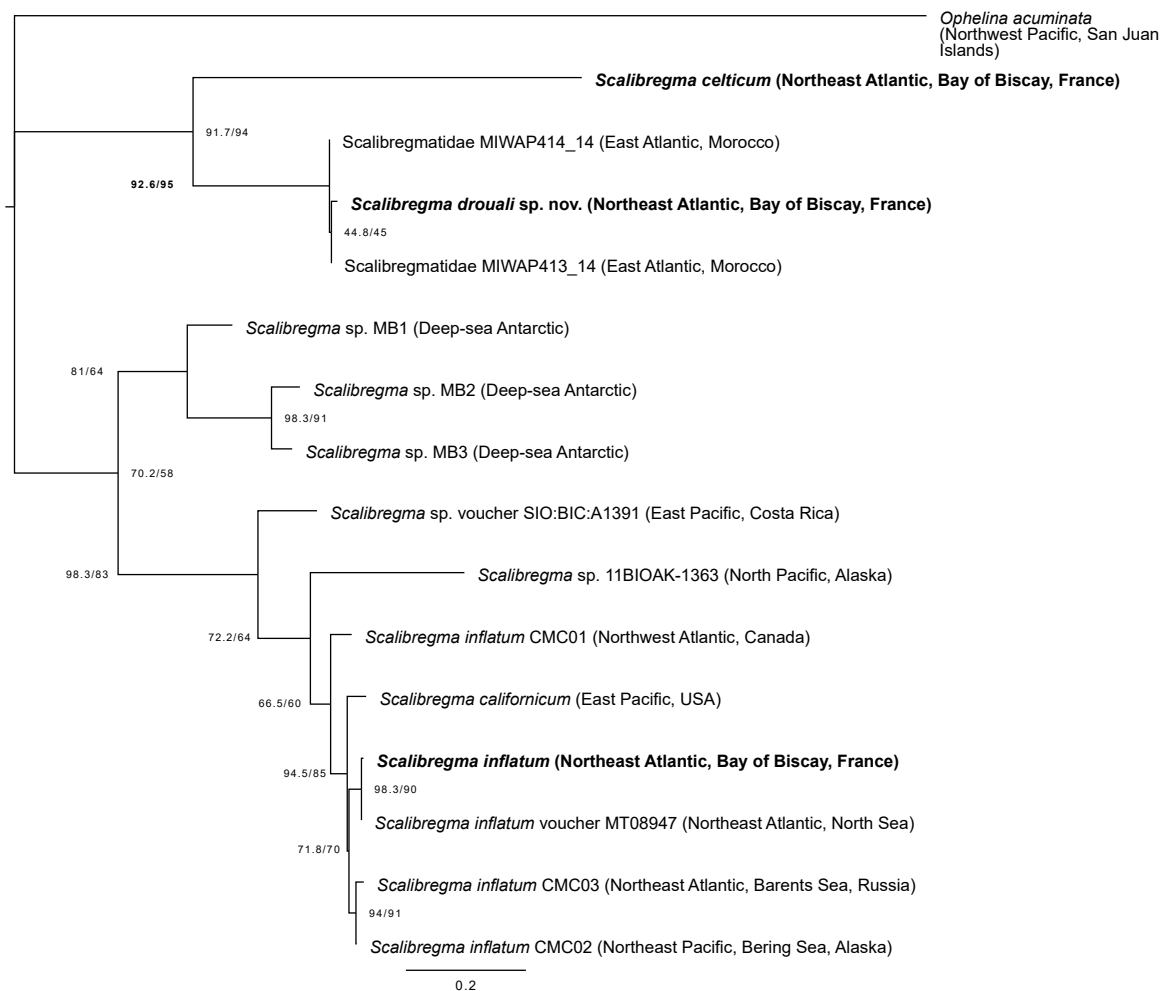 Ophelina acuminata
(Northwest Pacific, San Juan
Islands)
Scalibregma celticum (Northeast Atlantic, Bay of Biscay, France)
91.7/94
Scalibregmatidae MIWAP414_14 (East Atlantic, Morocco)
92.6/95
Scalibregma drouali sp. nov. (Northeast Atlantic, Bay of Biscay, France)
44.8/45
Scalibregmatidae MIWAP413_14 (East Atlantic, Morocco)
Scalibregma sp. MB1 (Deep-sea Antarctic)
81/64
Scalibregma sp. MB2 (Deep-sea Antarctic)
98.3/91
Scalibregma sp. MB3 (Deep-sea Antarctic)
70.2/58
Scalibregma sp. voucher SIO:BIC:A1391 (East Pacific, Costa Rica)
98.3/83
Scalibregma sp. 11BIOAK-1363 (North Pacific, Alaska)
72.2/64
Scalibregma inflatum CMC01 (Northwest Atlantic, Canada)
66.5/60
Scalibregma californicum (East Pacific, USA)
Scalibregma inflatum (Northeast Atlantic, Bay of Biscay, France)
94.5/85
98.3/90
Scalibregma inflatum voucher MT08947 (Northeast Atlantic, North Sea)
71.8/70
Scalibregma inflatum CMC03 (Northeast Atlantic, Barents Sea, Russia)
94/91
Scalibregma inflatum CMC02 (Northeast Pacific, Bering Sea, Alaska)
0.2